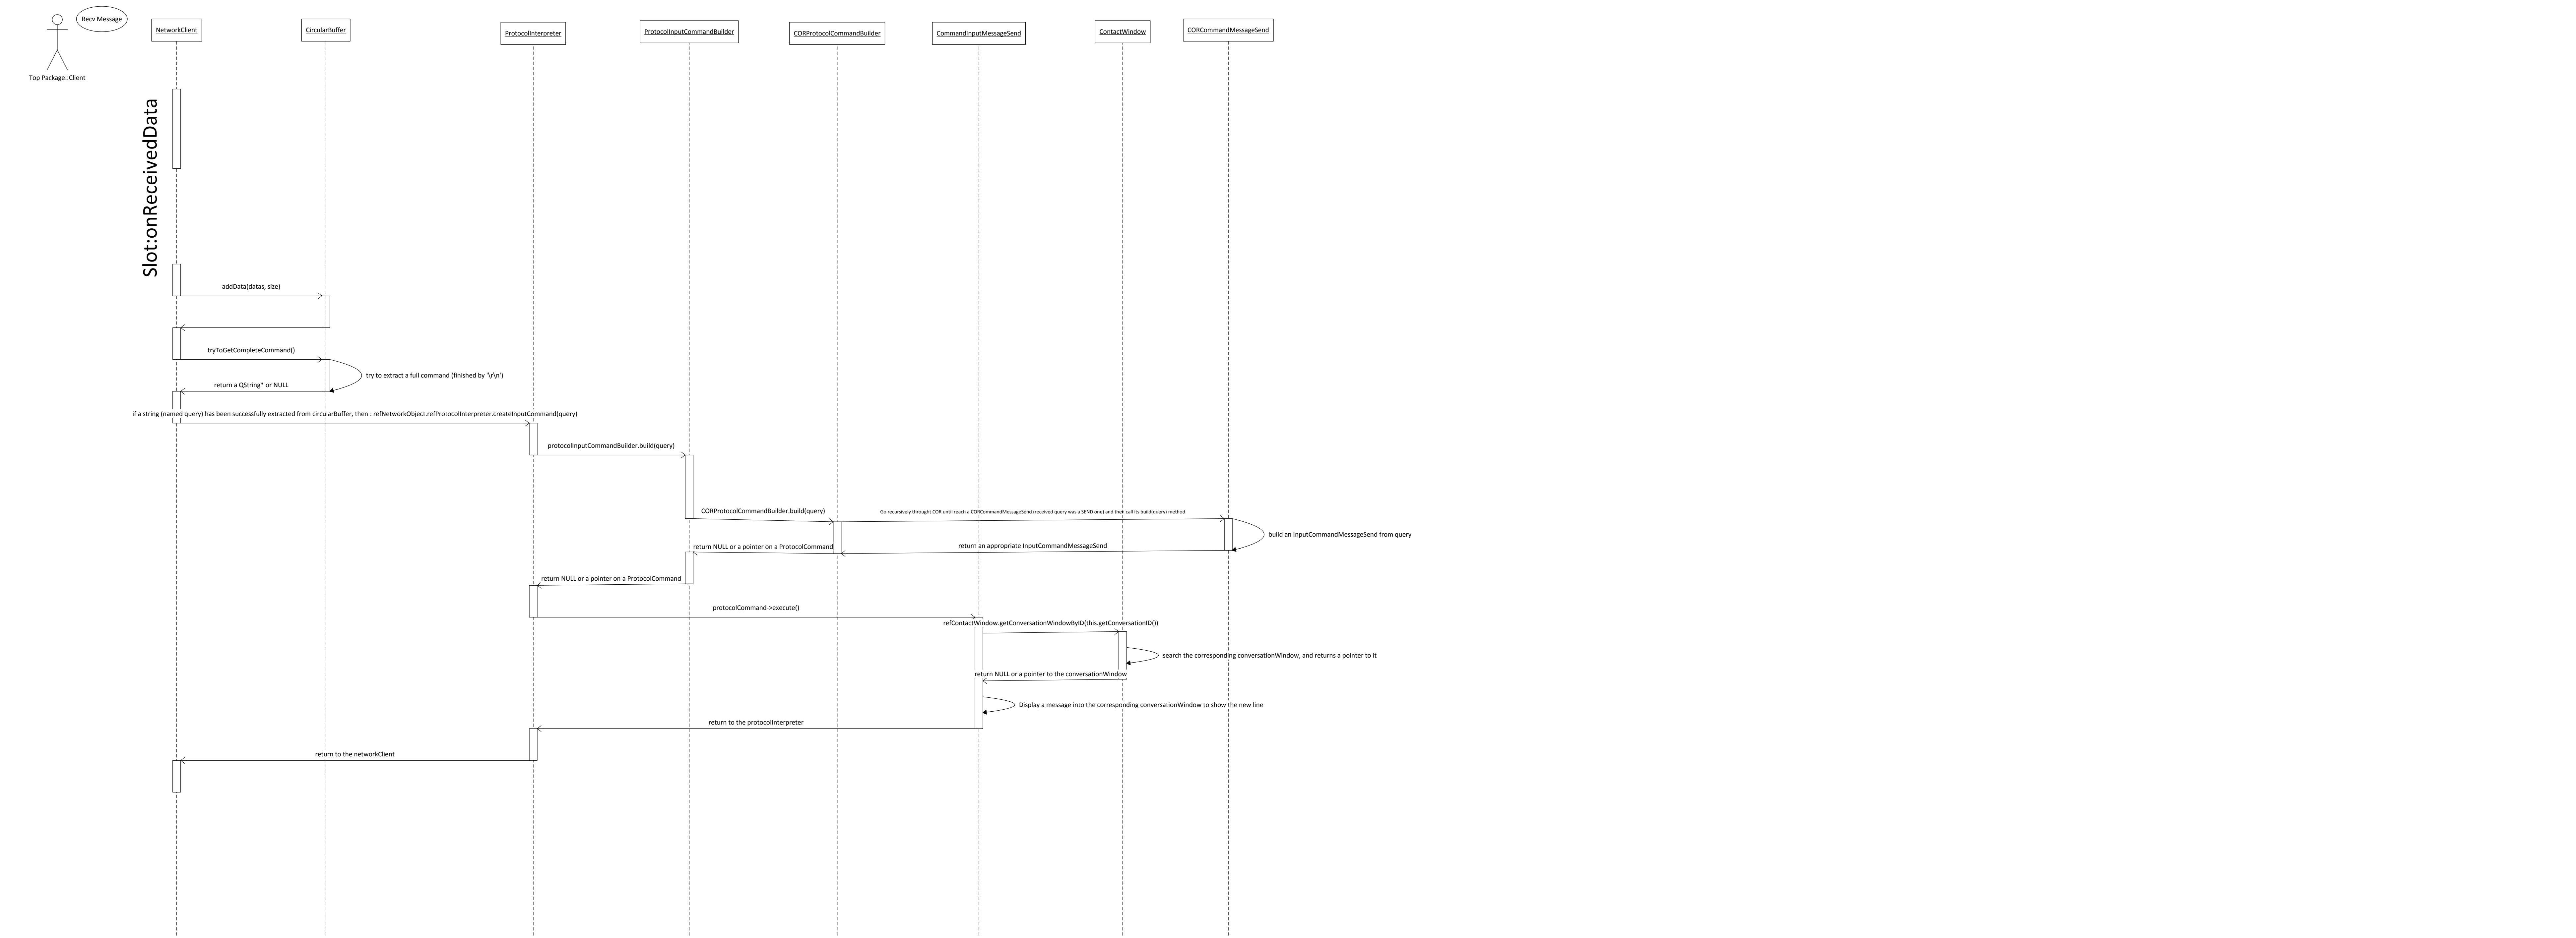 Recv Message
Top Package::Client
NetworkClient
CircularBuffer
ProtocolInterpreter
ProtocolInputCommandBuilder
CORProtocolCommandBuilder
CommandInputMessageSend
ContactWindow
CORCommandMessageSend
Slot:onReceivedData
addData(datas, size)
tryToGetCompleteCommand()
try to extract a full command (finished by '\r\n')
return a QString* or NULL
if a string (named query) has been successfully extracted from circularBuffer, then : refNetworkObject.refProtocolInterpreter.createInputCommand(query)
protocolInputCommandBuilder.build(query)
CORProtocolCommandBuilder.build(query)
Go recursively throught COR until reach a CORCommandMessageSend (received query was a SEND one) and then call its build(query) method
build an InputCommandMessageSend from query
return NULL or a pointer on a ProtocolCommand
return an appropriate InputCommandMessageSend
return NULL or a pointer on a ProtocolCommand
protocolCommand->execute()
refContactWindow.getConversationWindowByID(this.getConversationID())
search the corresponding conversationWindow, and returns a pointer to it
return NULL or a pointer to the conversationWindow
Display a message into the corresponding conversationWindow to show the new line
return to the protocolInterpreter
return to the networkClient